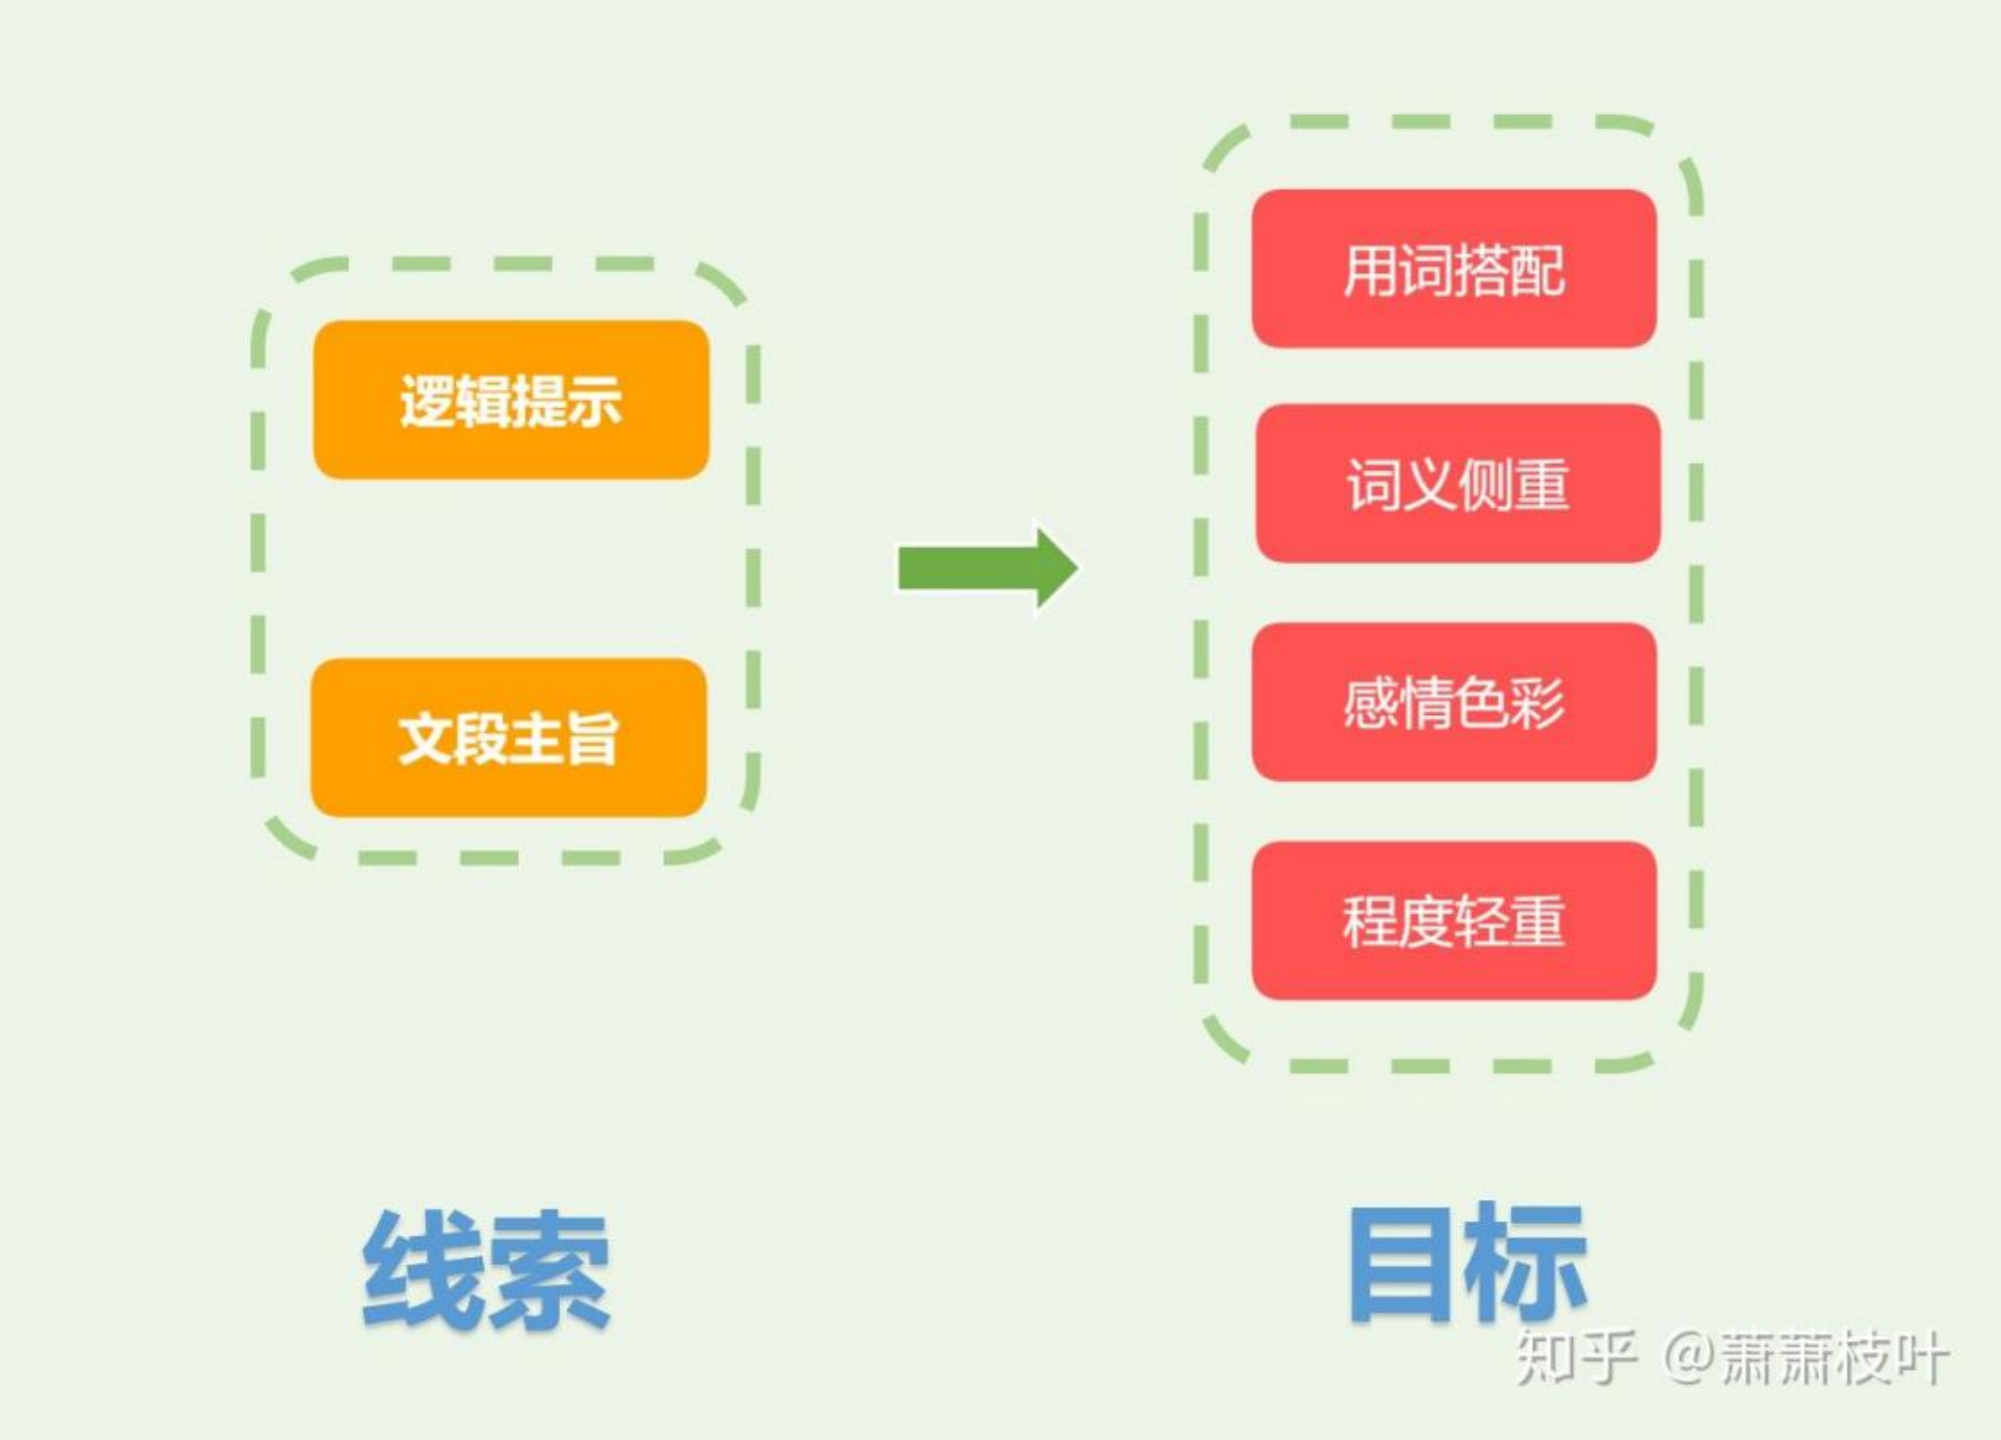 逻辑提示
文段主旨
线索
用词搭配
词义侧重
感情色彩
程度轻重
目标
知乎 @萧萧枝叶